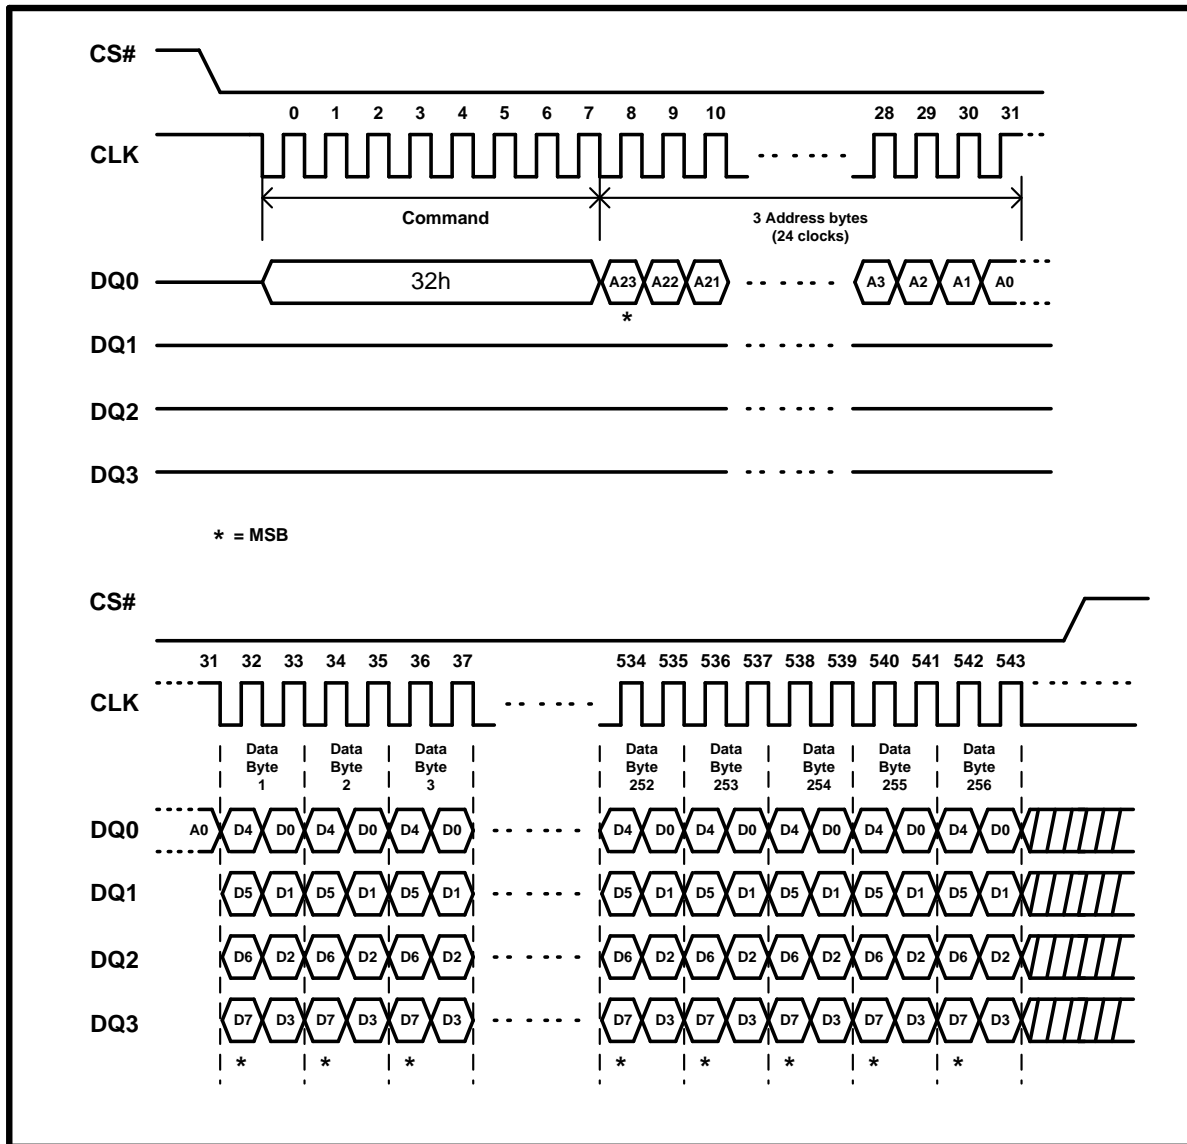 CS#
0 1 2 3 4 5 6 7 8 9 10 28 29 30 31
CLK
Command 3 Address bytes
(24 clocks)
DQ0 32h A23 A22 A21 A3 A2 A1 A0
*
DQ1
DQ2
DQ3
* = MSB
CS#
31 32 33 34 35 36 37 534 535 536 537 538 539 540 541 542 543
CLK
Data Data Data Data Data Data Data Data
Byte Byte Byte Byte Byte Byte Byte Byte
1 2 3 252 253 254 255 256
DQ0 A0 D4 D0 D4 D0 D4 D0 D4 D0 D4 D0 D4 D0 D4 D0 D4 D0
DQ1 D5 D1 D5 D1 D5 D1 D5 D1 D5 D1 D5 D1 D5 D1 D5 D1
DQ2 D6 D2 D6 D2 D6 D2 D6 D2 D6 D2 D6 D2 D6 D2 D6 D2
DQ3 D7 D3 D7 D3 D7 D3 D7 D3 D7 D3 D7 D3 D7 D3 D7 D3
* * * * * * * *